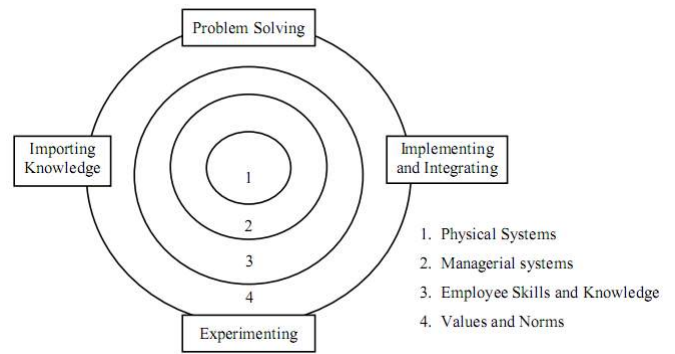 Problem Solving
Importing
Knowledge
Implementing
and Integrating
1
2
3
4
Experimenting
1. Physical Systems
2. Managerial systems
3. Employee Skills and Knowledge
4. Values and Norms